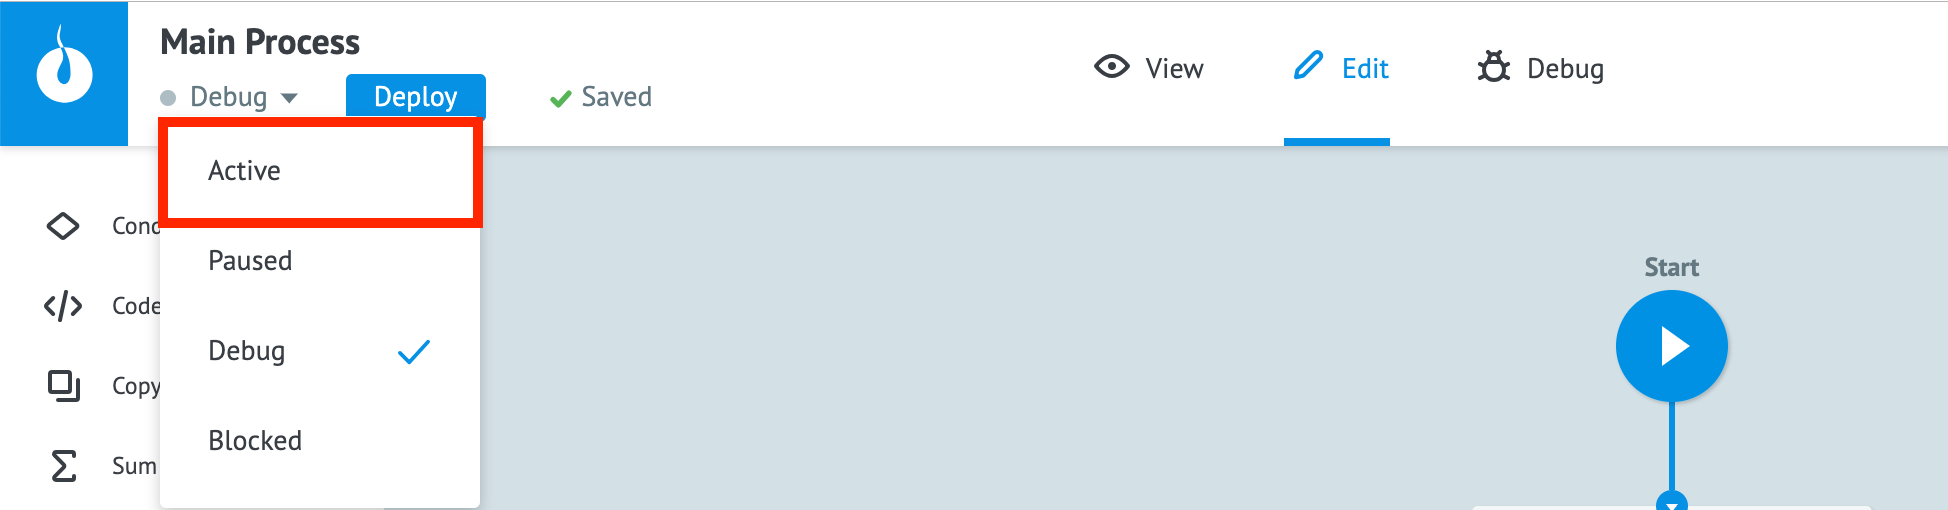 Main Process
Debug
Deploy
Saved
View
Edit
Debug
Active
Paused
Debug
Blocked
Cond
Code
Copy
Sum
Start